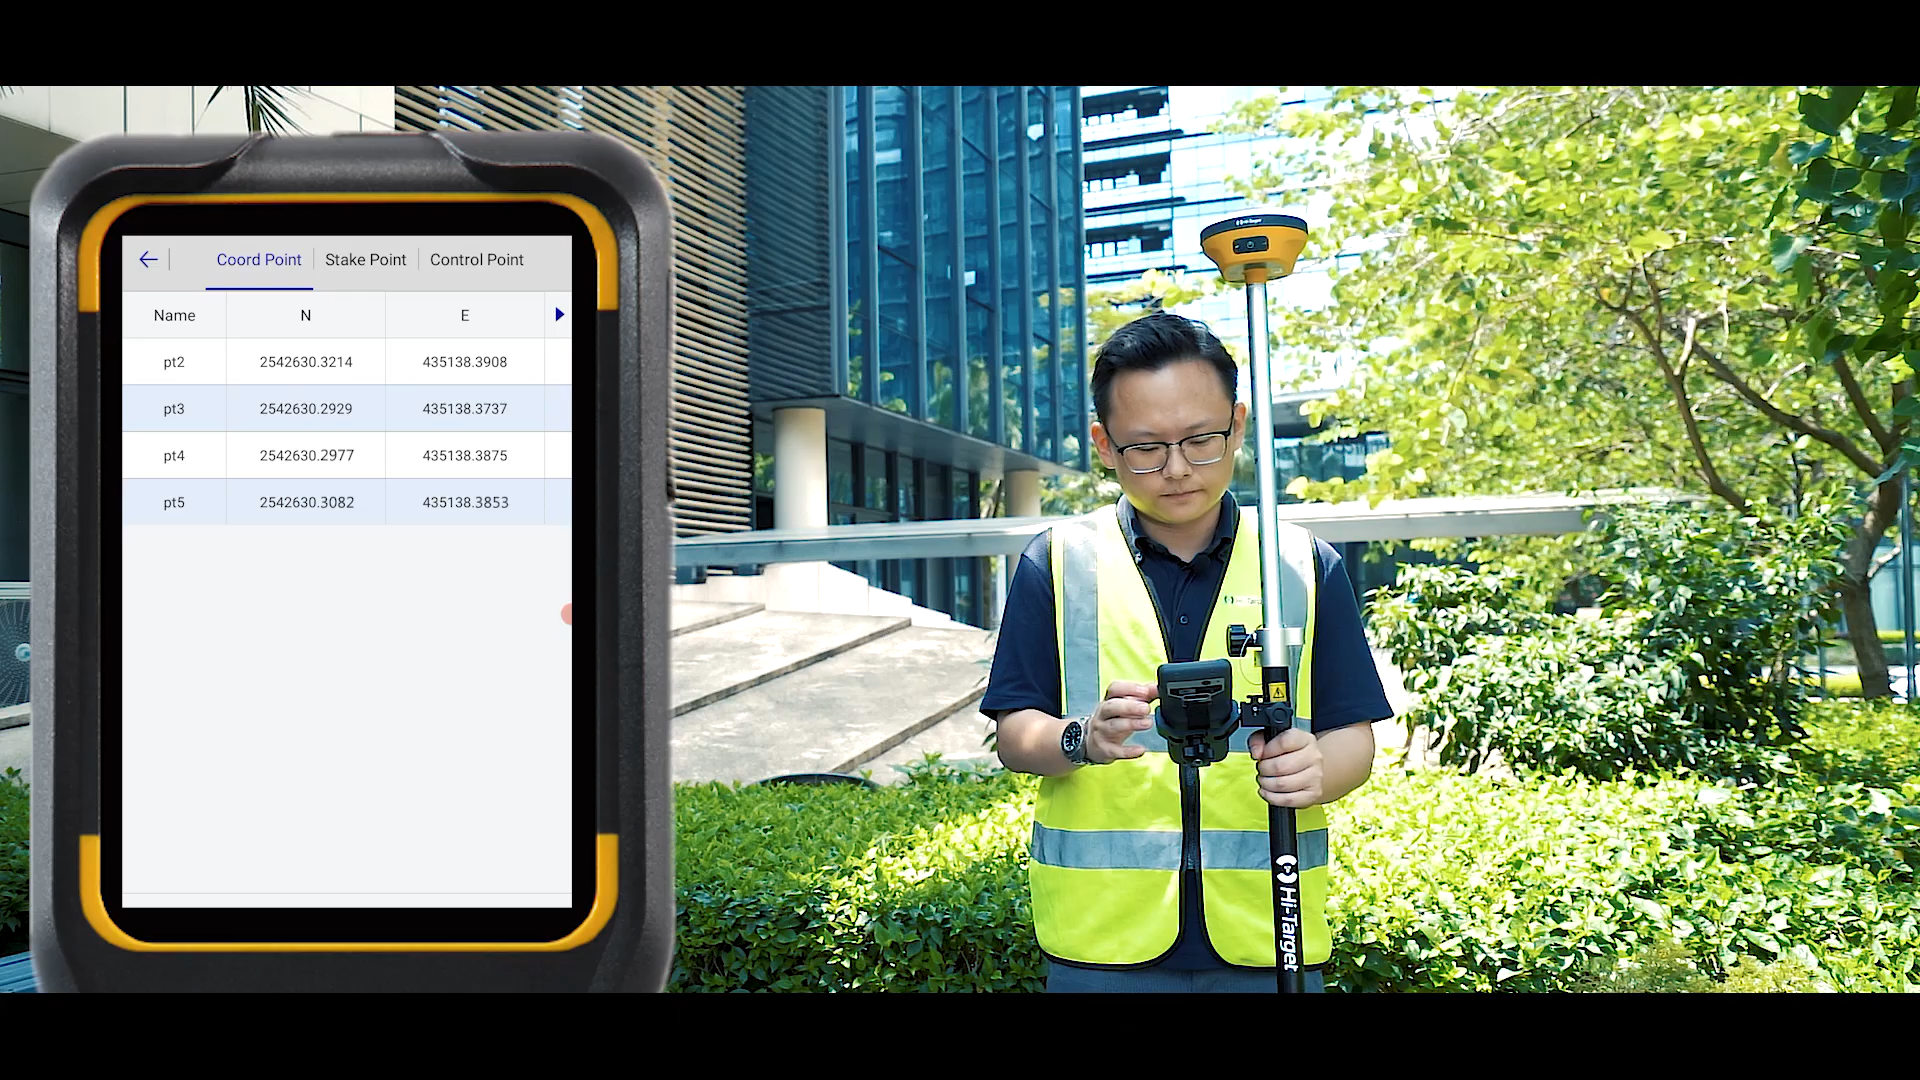 Coord Point Stake Point Control Point
Name N E
pt2 2542630.3214 435138.3908
pt3 2542630.2929 435138.3737
pt4 2542630.2977 435138.3875
pt5 2542630.3082 435138.3853
Hi-Target